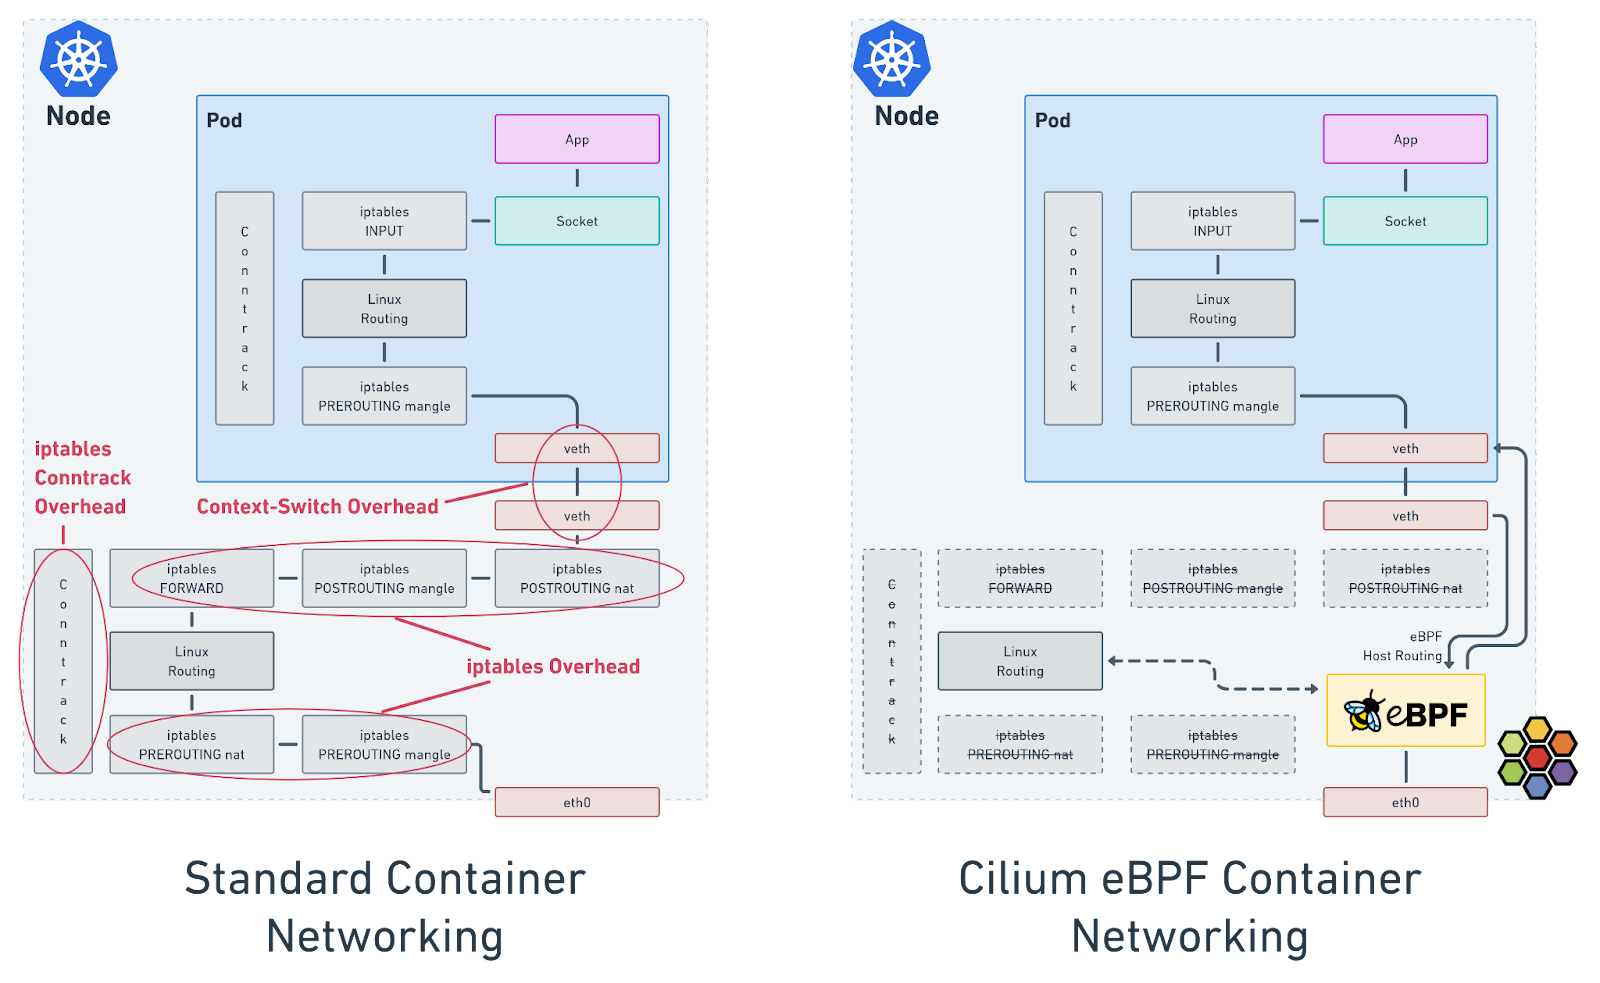 Node
Pod
App
Conntrack
iptables
INPUT
Socket
Linux
Routing
iptables
PREROUTING mangle
veth
iptables
Conntrack
Overhead
Context-Switch Overhead
veth
Conntrack
iptables
FORWARD
iptables
POSTROUTING mangle
iptables
POSTROUTING nat
Linux
Routing
iptables Overhead
iptables
PREROUTING nat
iptables
PREROUTING mangle
eth0
Standard Container
Networking
Node
Pod
App
Conntrack
iptables
INPUT
Socket
Linux
Routing
iptables
PREROUTING mangle
veth
veth
Conntrack
iptables
FORWARD
iptables
POSTROUTING mangle
iptables
POSTROUTING nat
eBPF
Host Routing
Linux
Routing
eBPF
iptables
PREROUTING nat
iptables
PREROUTING mangle
eth0
Cilium eBPF Container
Networking